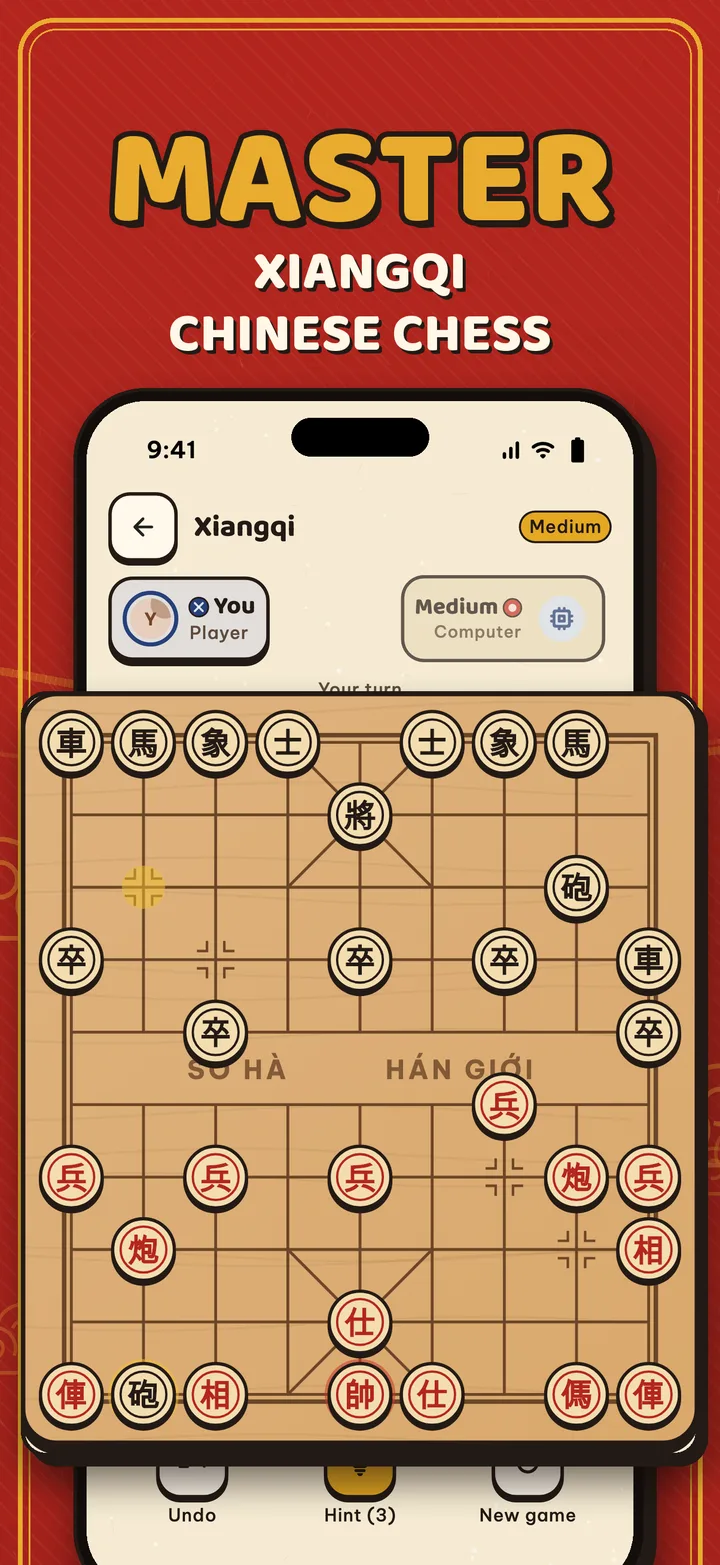 MASTER
XIANGQI
CHINESE CHESS
9:41
Xiangqi
Medium
Y
You
Player
Medium
Computer
Your turn
車 馬 象 士 士 象 馬
將
砲
卒 卒 卒 車
卒 卒
SỞ HÀ HÁN GIỚI
兵
兵 兵 兵 炮 兵
炮 相
仕
俥 砲 相 帥 仕 傌 俥
Undo
Hint (3)
New game